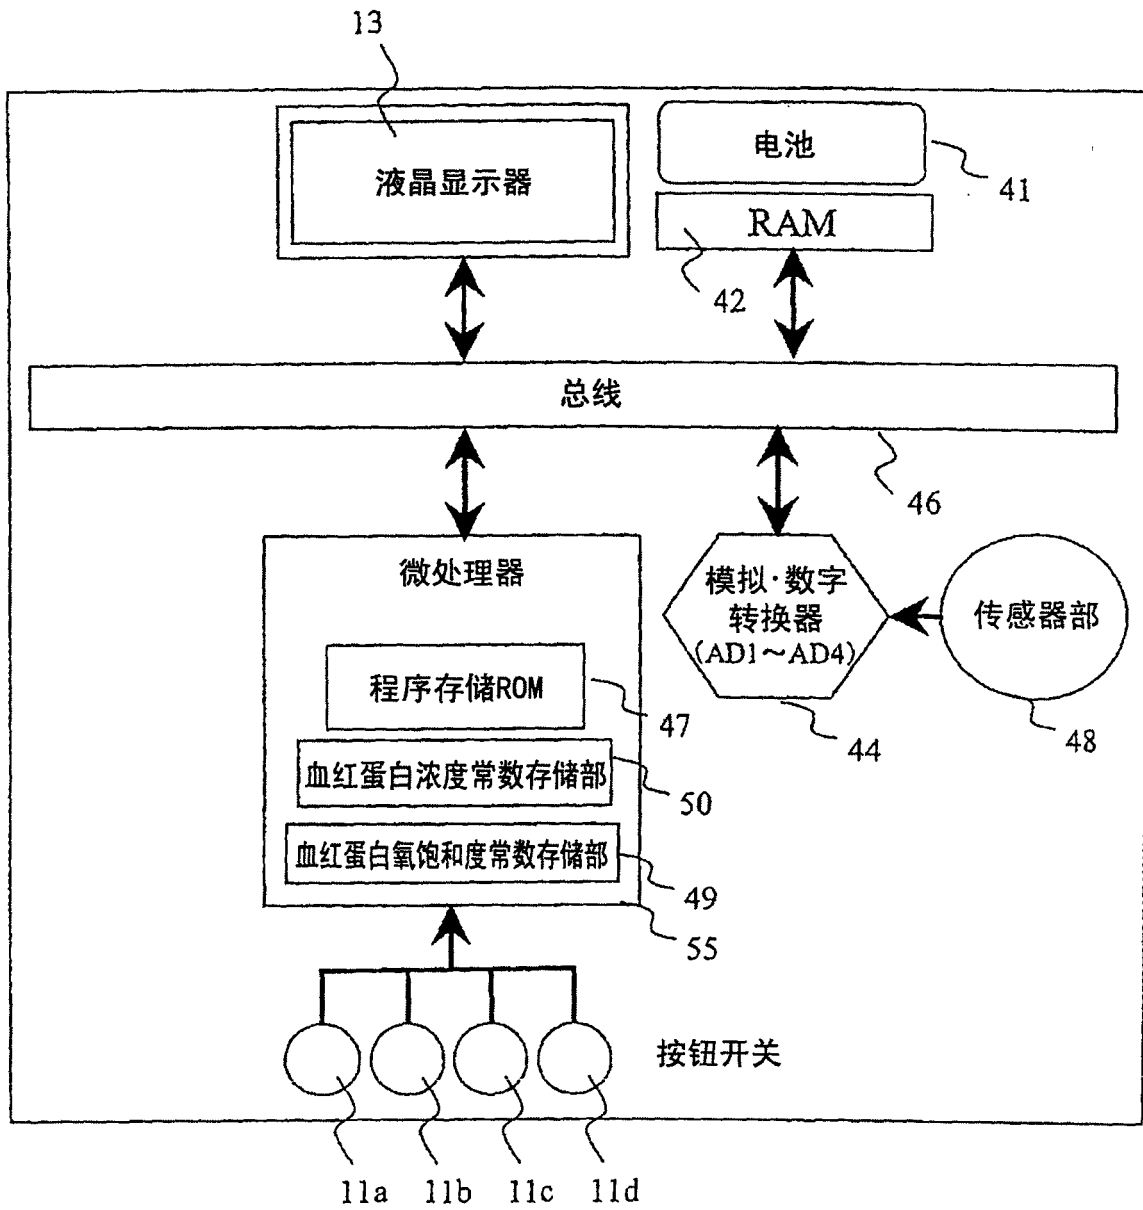 13
电池
液晶显示器
41
RAM
42
总线
46
微处理器
模拟·数字
转换器
(AD1～AD4)
传感器部
程序存储ROM
47
44
48
血红蛋白浓度常数存储部
50
血红蛋白氧饱和度常数存储部
49
55
按钮开关
11a
11b
11c
11d